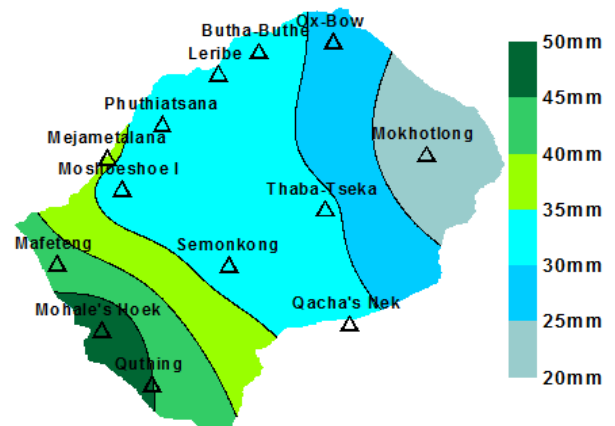 Ox-Bow
Butha-Buthe
Leribe
Phuthiatsana
Mokhotlong
Mejametalana
Moshoeshoe I
Thaba-Tseka
Mafeteng
Semonkong
Mohale's Hoek
Qacha's Nek
Quthing
50mm
45mm
40mm
35mm
30mm
25mm
20mm